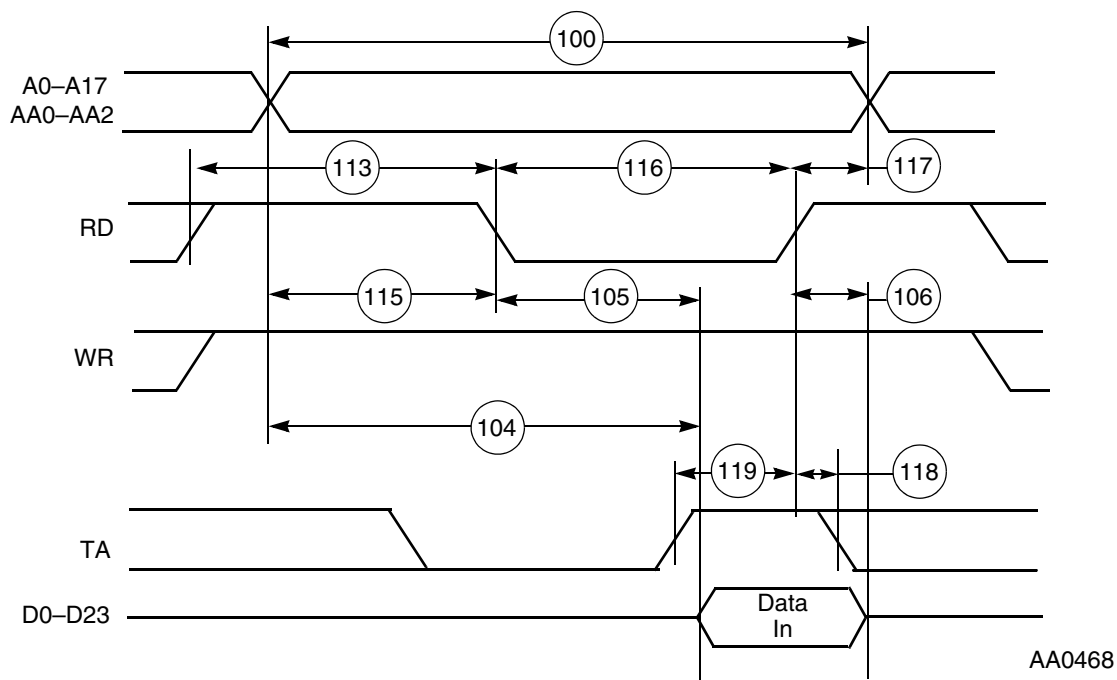 100
A0–A17
AA0–AA2
113
116
117
RD
115
105
106
WR
104
119
118
TA
D0–D23
Data
In
AA0468